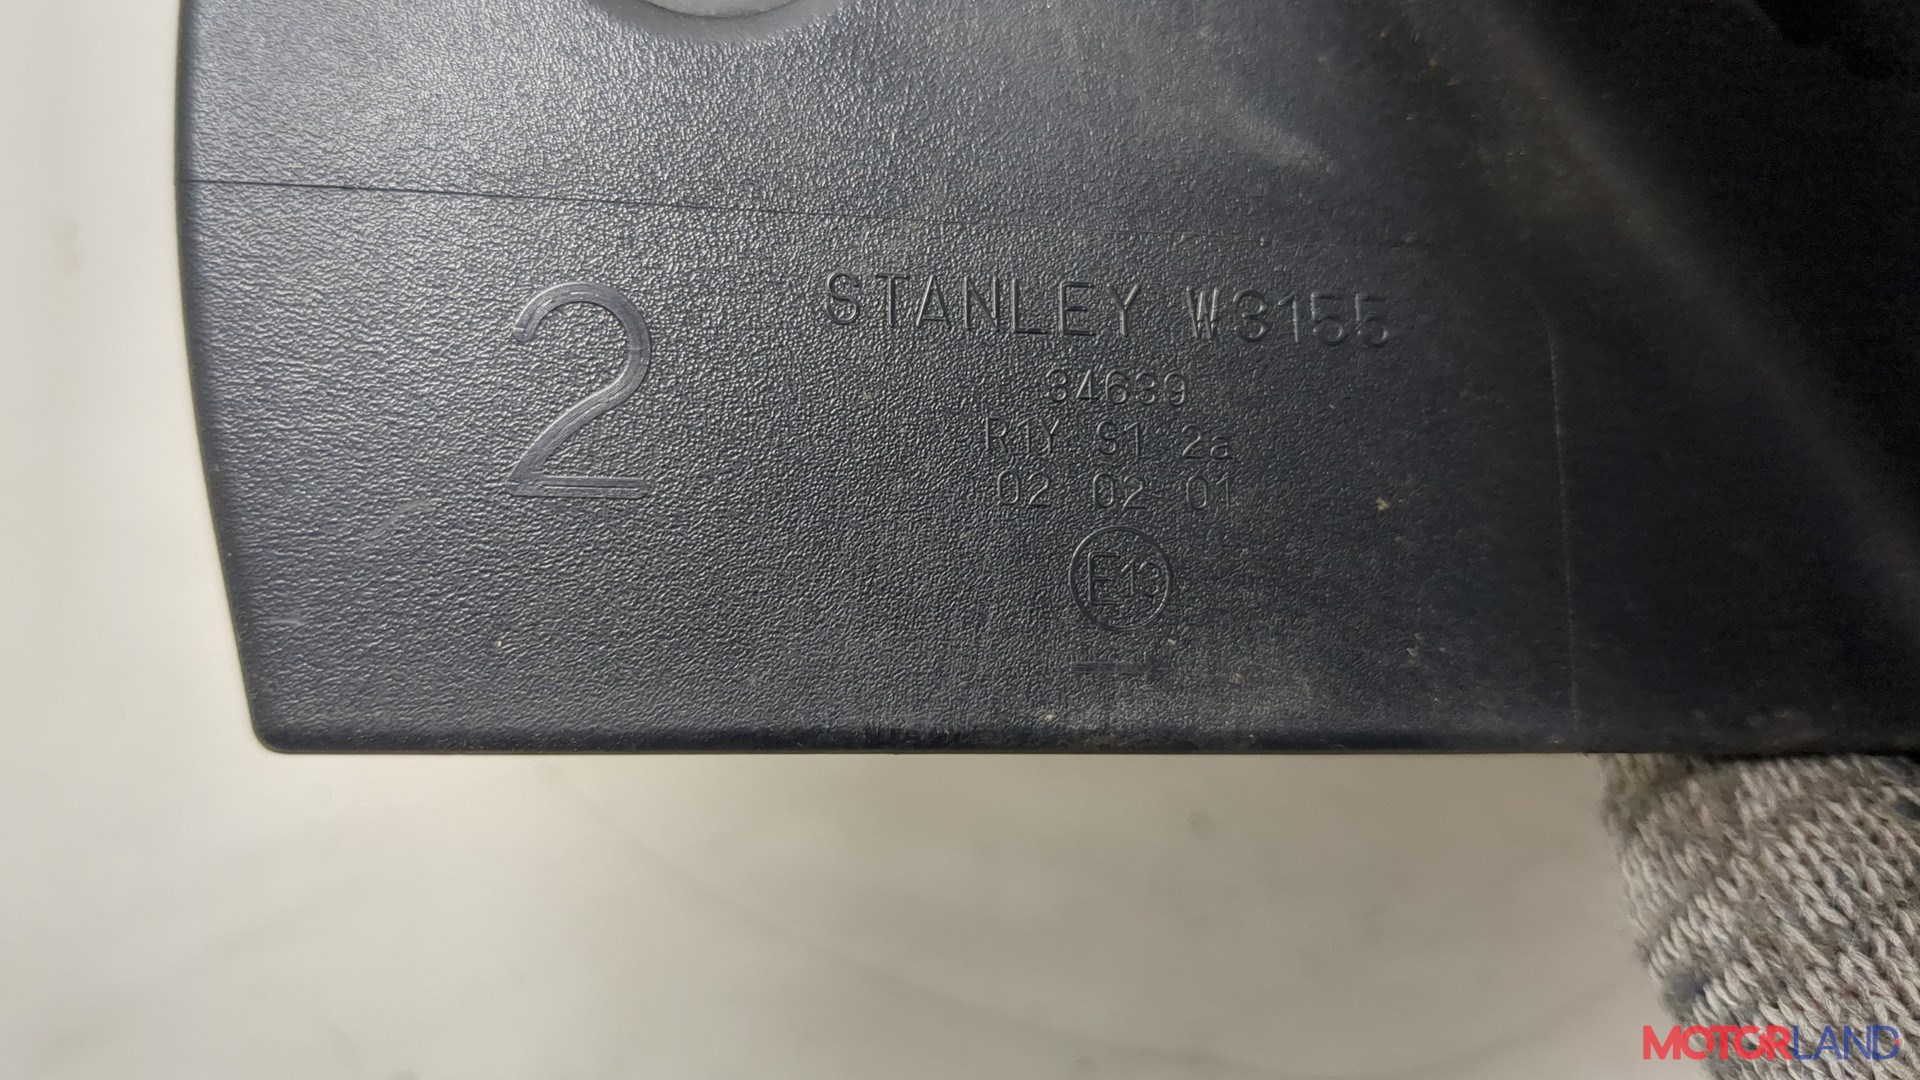 2
STANLEY W3155
34639
R1Y S1 2a
02 02 01
E13
MOTORLAND